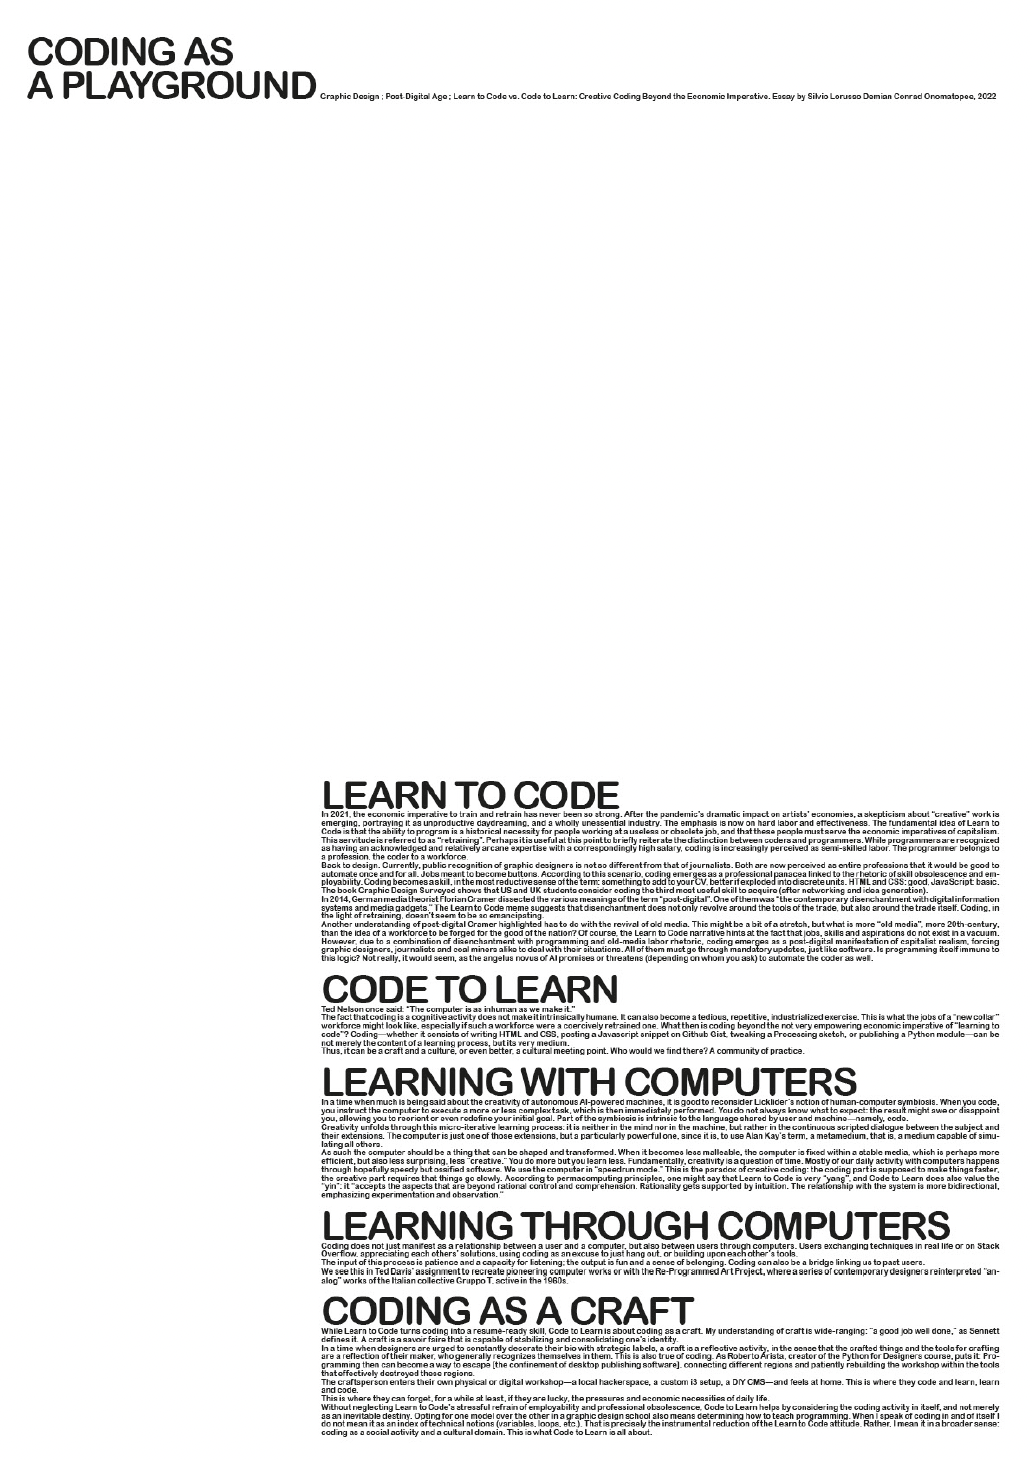 CODING AS
A PLAYGROUND Graphic Design ; Post-Digital Age ; Learn to Code vs. Code to Learn: Creative Coding Beyond the Economic Imperative. Essay by Silvio Lorusso Demian Conrad Onomatopee, 2022
LEARN TO CODE
In 2021, the economic imperative to train and retrain has never been so strong. After the pandemic's dramatic impact on artists' economies, a skepticism about "creative" work is
emerging, portraying it as unproductive daydreaming, and a wholly unessential industry. The emphasis is now on hard labor and effectiveness. The fundamental idea of Learn to
Code is that the ability to program is a historical necessity for people working at a useless or obsolete job, and that these people must serve the economic imperatives of capitalism.
This servitude is referred to as "retraining". Perhaps it is useful at this point to briefly reiterate the distinction between coders and programmers. While programmers are recognized
as having an acknowledged and relatively arcane expertise with a correspondingly high salary, coding is increasingly perceived as semi-skilled labor. The programmer belongs to
a profession, the coder to a workforce.
Back to design. Currently, public recognition of graphic designers is not so different from that of journalists. Both are now perceived as entire professions that it would be good to
automate once and for all. Jobs meant to become buttons. According to this scenario, coding emerges as a professional panacea linked to the rhetoric of skill obsolescence and em-
ployability. Coding becomes a skill, in the most reductive sense of the term: something to add to your CV, better if exploded into discrete units. HTML and CSS: good, JavaScript: basic.
The book Graphic Design Surveyed shows that US and UK students consider coding the third most useful skill to acquire (after networking and idea generation).
In 2014, German media theorist Florian Cramer dissected the various meanings of the term "post-digital". One of them was "the contemporary disenchantment with digital information
systems and media gadgets." The Learn to Code meme suggests that disenchantment does not only revolve around the tools of the trade, but also around the trade itself. Coding, in
the light of retraining, doesn't seem to be so emancipating.
Another understanding of post-digital Cramer highlighted has to do with the revival of old media. This might be a bit of a stretch, but what is more "old media", more 20th-century,
than the idea of a workforce to be forged for the good of the nation? Of course, the Learn to Code narrative hints at the fact that jobs, skills and aspirations do not exist in a vacuum.
However, due to a combination of disenchantment with programming and old-media labor rhetoric, coding emerges as a post-digital manifestation of capitalist realism, forcing
graphic designers, journalists and coal miners alike to deal with their situations. All of them must go through mandatory updates, just like software. Is programming itself immune to
this logic? Not really, it would seem, as the angelus novus of AI promises or threatens (depending on whom you ask) to automate the coder as well.
CODE TO LEARN
Ted Nelson once said: "The computer is as inhuman as we make it."
The fact that coding is a cognitive activity does not make it intrinsically humane. It can also become a tedious, repetitive, industrialized exercise. This is what the jobs of a "new collar"
workforce might look like, especially if such a workforce were a coercively retrained one. What then is coding beyond the not very empowering economic imperative of "learning to
code"? Coding—whether it consists of writing HTML and CSS, posting a Javascript snippet on Github Gist, tweaking a Processing sketch, or publishing a Python module—can be
not merely the content of a learning process, but its very medium.
Thus, it can be a craft and a culture, or even better, a cultural meeting point. Who would we find there? A community of practice.
LEARNING WITH COMPUTERS
In a time when much is being said about the creativity of autonomous AI-powered machines, it is good to reconsider Licklider's notion of human-computer symbiosis. When you code,
you instruct the computer to execute a more or less complex task, which is then immediately performed. You do not always know what to expect: the result might awe or disappoint
you, allowing you to reorient or even redefine your initial goal. Part of the symbiosis is intrinsic to the language shared by user and machine—namely, code.
Creativity unfolds through this micro-iterative learning process: it is neither in the mind nor in the machine, but rather in the continuous scripted dialogue between the subject and
their extensions. The computer is just one of those extensions, but a particularly powerful one, since it is, to use Alan Kay's term, a metamedium, that is, a medium capable of simu-
lating all others.
As such the computer should be a thing that can be shaped and transformed. When it becomes less malleable, the computer is fixed within a stable media, which is perhaps more
efficient, but also less surprising, less "creative." You do more but you learn less. Fundamentally, creativity is a question of time. Mostly of our daily activity with computers happens
through hopefully speedy but ossified software. We use the computer in "speedrun mode." This is the paradox of creative coding: the coding part is supposed to make things faster,
the creative part requires that things go slowly. According to permacomputing principles, one might say that Learn to Code is very "yang", and Code to Learn does also value the
"yin": it "accepts the aspects that are beyond rational control and comprehension. Rationality gets supported by intuition. The relationship with the system is more bidirectional,
emphasizing experimentation and observation."
LEARNING THROUGH COMPUTERS
Coding does not just manifest as a relationship between a user and a computer, but also between users through computers. Users exchanging techniques in real life or on Stack
Overflow, appreciating each others' solutions, using coding as an excuse to just hang out, or building upon each other's tools.
The input of this process is patience and a capacity for listening; the output is fun and a sense of belonging. Coding can also be a bridge linking us to past users.
We see this in Ted Davis' assignment to recreate pioneering computer works or with the Re-Programmed Art Project, where a series of contemporary designers reinterpreted "an-
alog" works of the Italian collective Gruppo T, active in the 1960s.
CODING AS A CRAFT
While Learn to Code turns coding into a resume-ready skill, Code to Learn is about coding as a craft. My understanding of craft is wide-ranging: "a good job well done," as Sennett
defines it. A craft is a savoir faire that is capable of stabilizing and consolidating one's identity.
In a time when designers are urged to constantly decorate their bio with strategic labels, a craft is a reflective activity, in the sense that the crafted things and the tools for crafting
are a reflection of their maker, who generally recognizes themselves in them. This is also true of coding. As Roberto Arista, creator of the Python for Designers course, puts it: Pro-
gramming then can become a way to escape [the confinement of desktop publishing software], connecting different regions and patiently rebuilding the workshop within the tools
that effectively destroyed these regions.
The craftsperson enters their own physical or digital workshop—a local hackerspace, a custom i3 setup, a DIY CMS—and feels at home. This is where they code and learn, learn
and code.
This is where they can forget, for a while at least, if they are lucky, the pressures and economic necessities of daily life.
Without neglecting Learn to Code's stressful refrain of employability and professional obsolescence, Code to Learn helps by considering the coding activity in itself, and not merely
as an inevitable destiny. Opting for one model over the other in a graphic design school also means determining how to teach programming. When I speak of coding in and of itself I
do not mean it as an index of technical notions (variables, loops, etc.). That is precisely the instrumental reduction of the Learn to Code attitude. Rather, I mean it in a broader sense:
coding as a social activity and a cultural domain. This is what Code to Learn is all about.